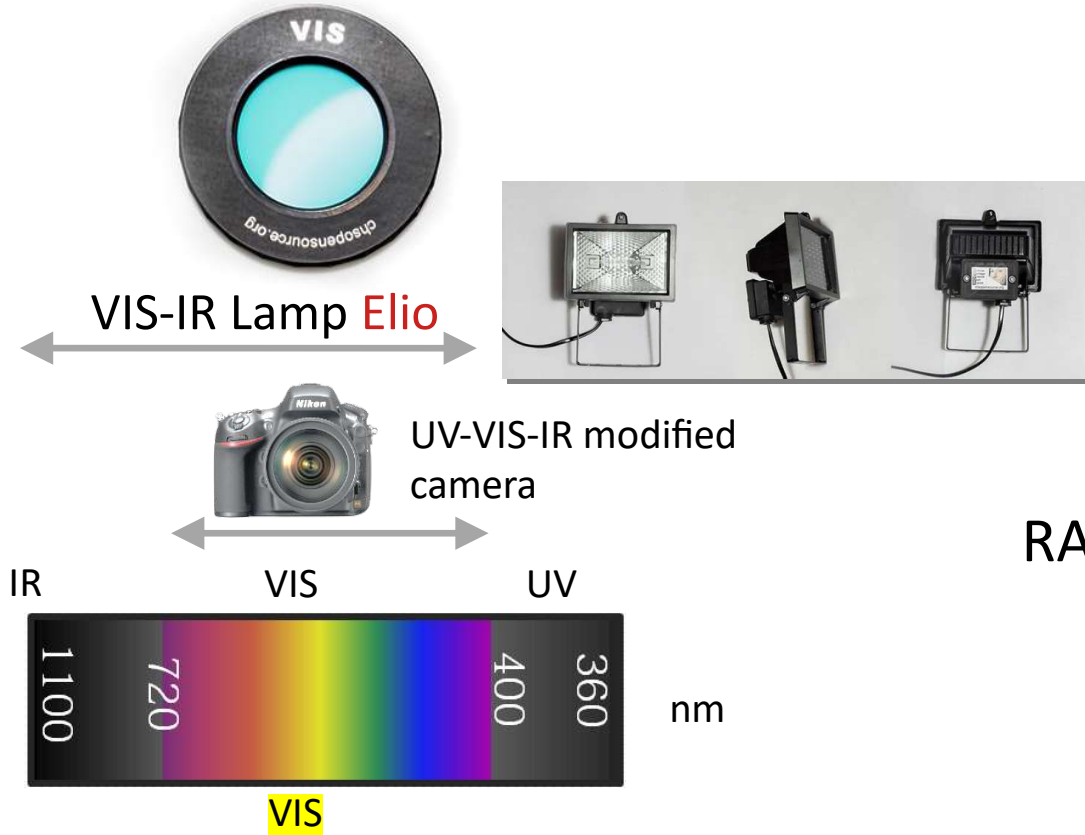 VIS
chsopensource.org
VIS-IR Lamp Elio
Nikon
UV-VIS-IR modified
camera
RA
IR VIS UV
1100 720 400 360
nm
VIS